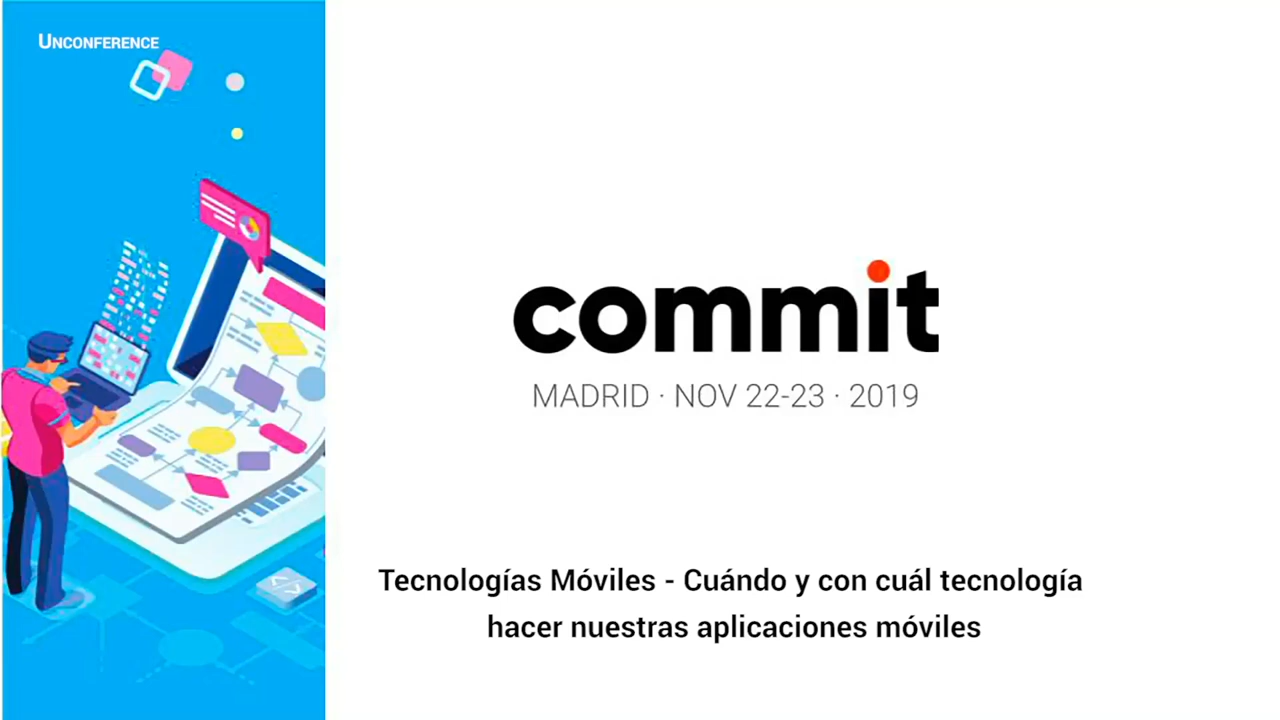 UNCONFERENCE
commit
MADRID · NOV 22-23 · 2019
Tecnologías Móviles - Cuándo y con cuál tecnología
hacer nuestras aplicaciones móviles